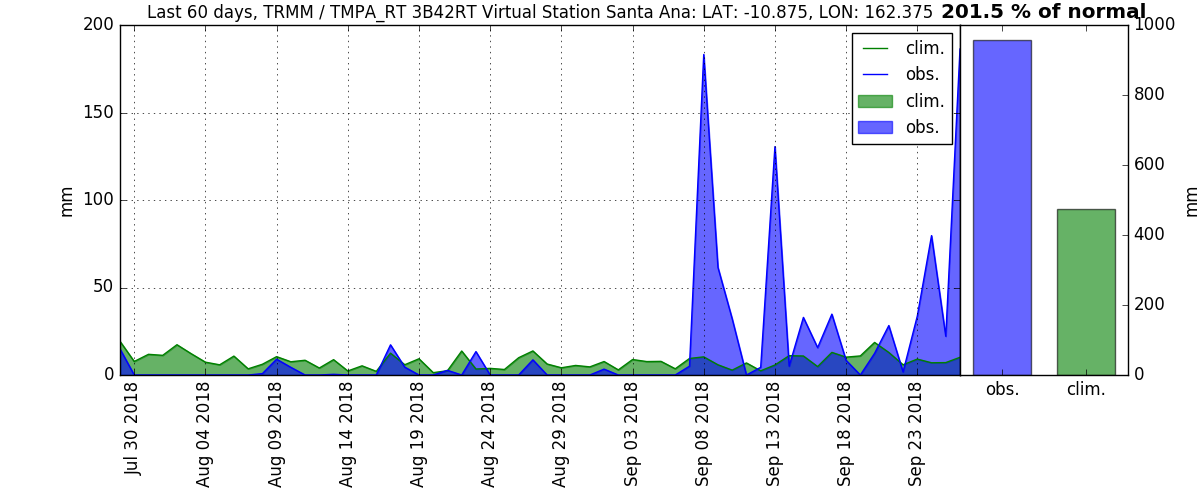 Last 60 days, TRMM / TMPA_RT 3B42RT Virtual Station Santa Ana: LAT: -10.875, LON: 162.375 201.5 % of normal
200
150
100
50
0
mm
clim.
obs.
clim.
obs.
1000
800
600
400
200
0
mm
Jul 30 2018
Aug 04 2018
Aug 09 2018
Aug 14 2018
Aug 19 2018
Aug 24 2018
Aug 29 2018
Sep 03 2018
Sep 08 2018
Sep 13 2018
Sep 18 2018
Sep 23 2018
obs.
clim.